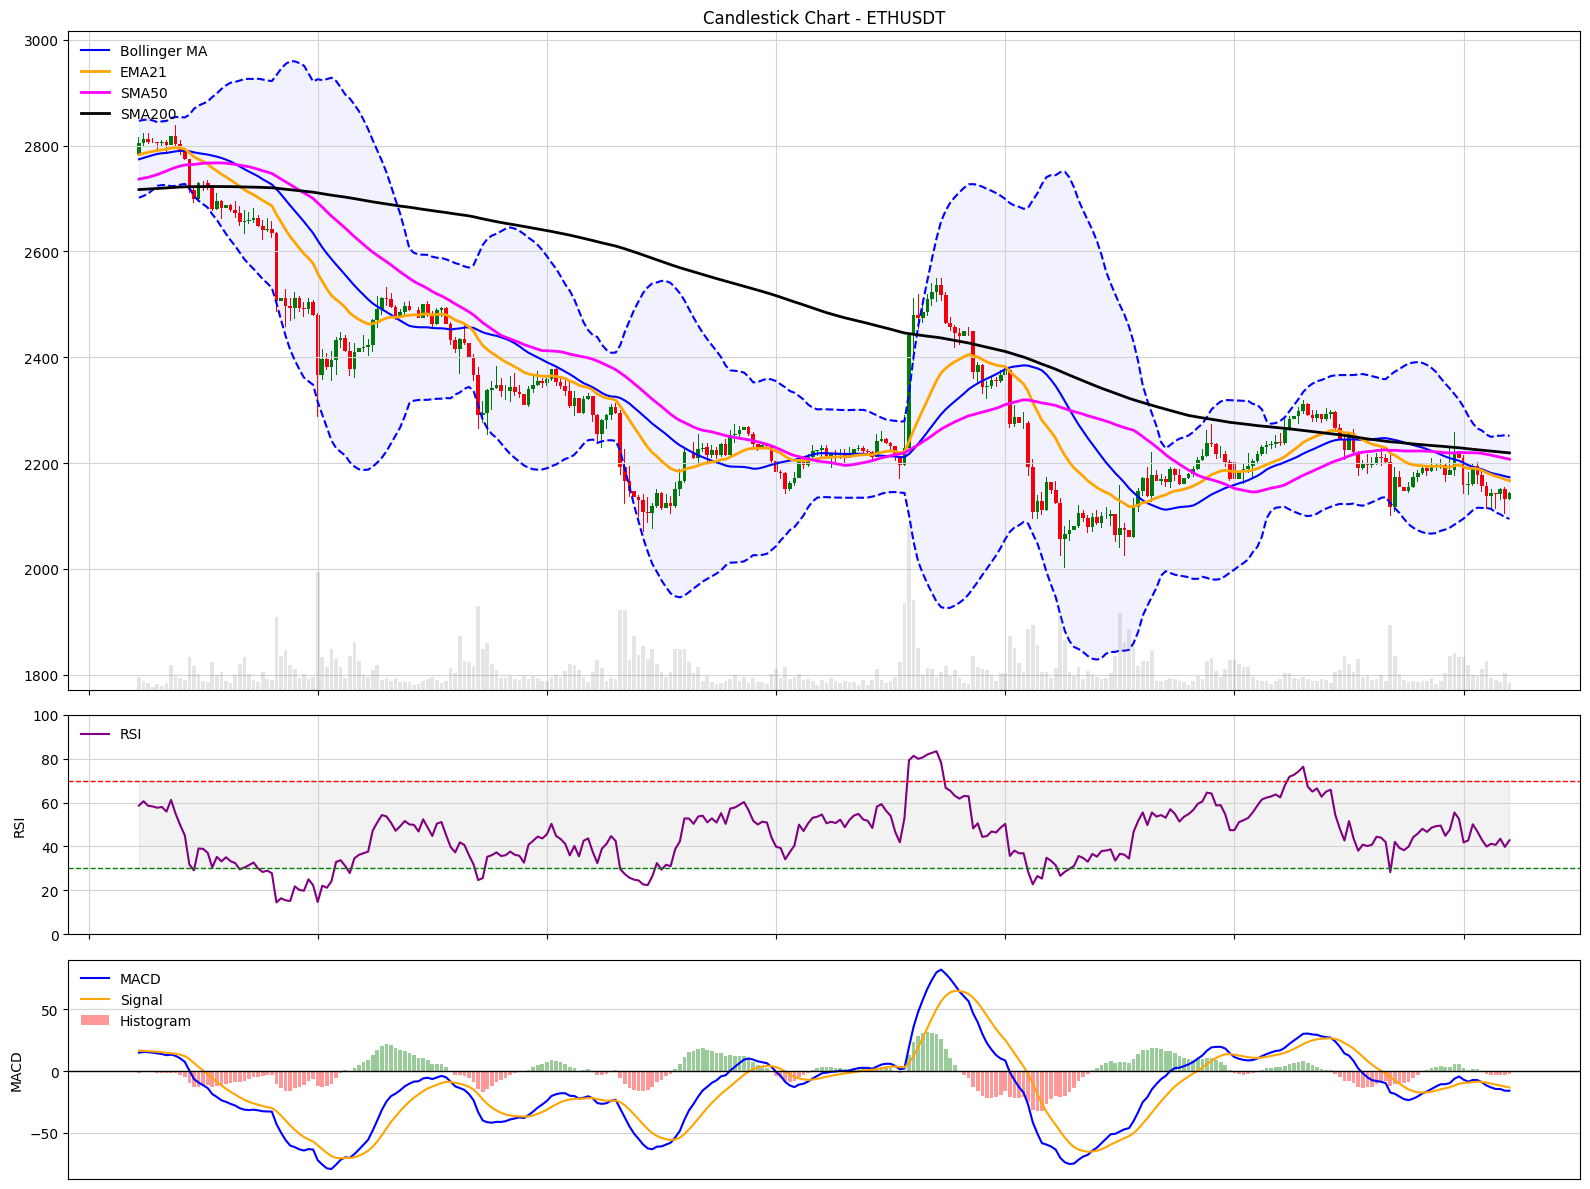 Candlestick Chart - ETHUSDT
3000
2800
2600
2400
2200
2000
1800
Bollinger MA
EMA21
SMA50
SMA200
100
80
60
40
20
0
RSI
RSI
50
0
−50
MACD
MACD
Signal
Histogram